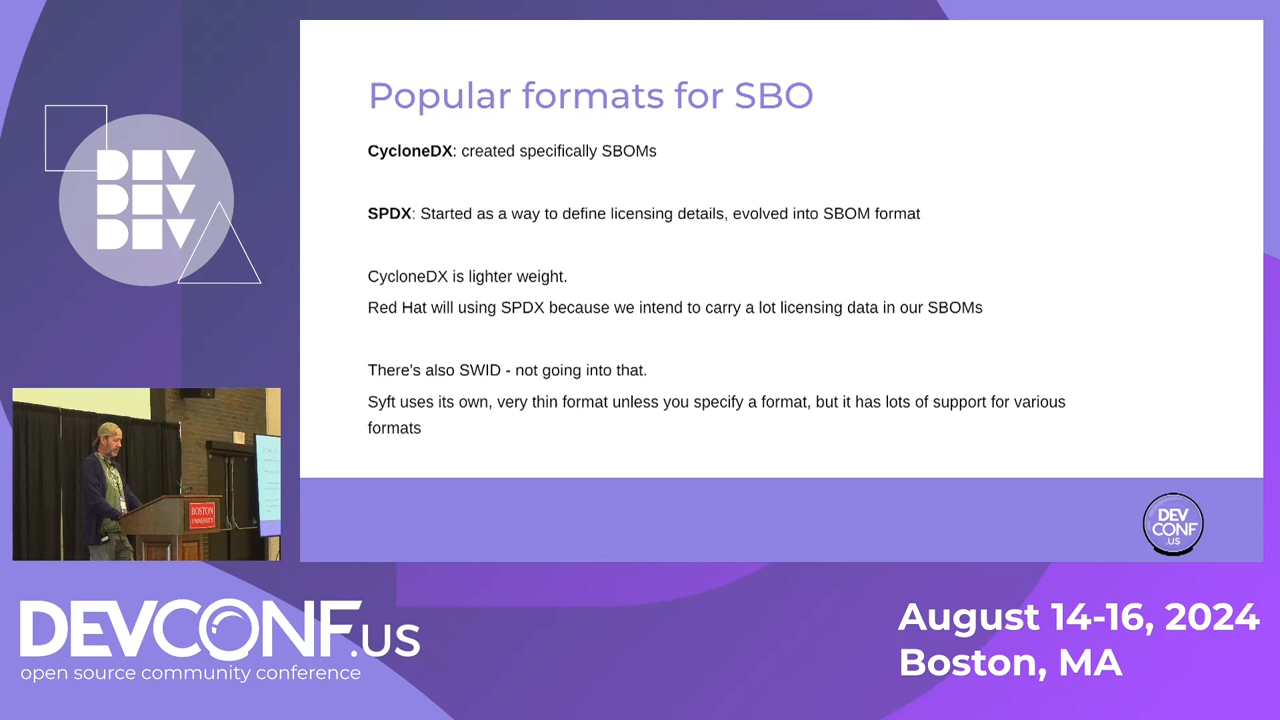 DEV
DEV
DEV
Popular formats for SBO
CycloneDX: created specifically SBOMs
SPDX: Started as a way to define licensing details, evolved into SBOM format
CycloneDX is lighter weight.
Red Hat will using SPDX because we intend to carry a lot licensing data in our SBOMs
There's also SWID - not going into that.
Syft uses its own, very thin format unless you specify a format, but it has lots of support for various
formats
BOSTON
UNIVERSITY
DEV
CONF
.US
DEVCONF.US
open source community conference
August 14-16, 2024
Boston, MA